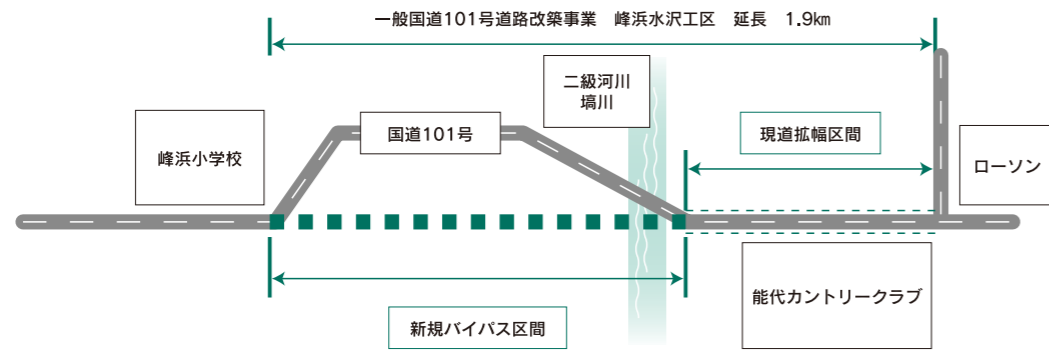 一般国道101号道路改築事業　峰浜水沢工区　延長　1.9km
二級河川
塙川
国道101号
現道拡幅区間
峰浜小学校
ローソン
能代カントリークラブ
新規バイパス区間